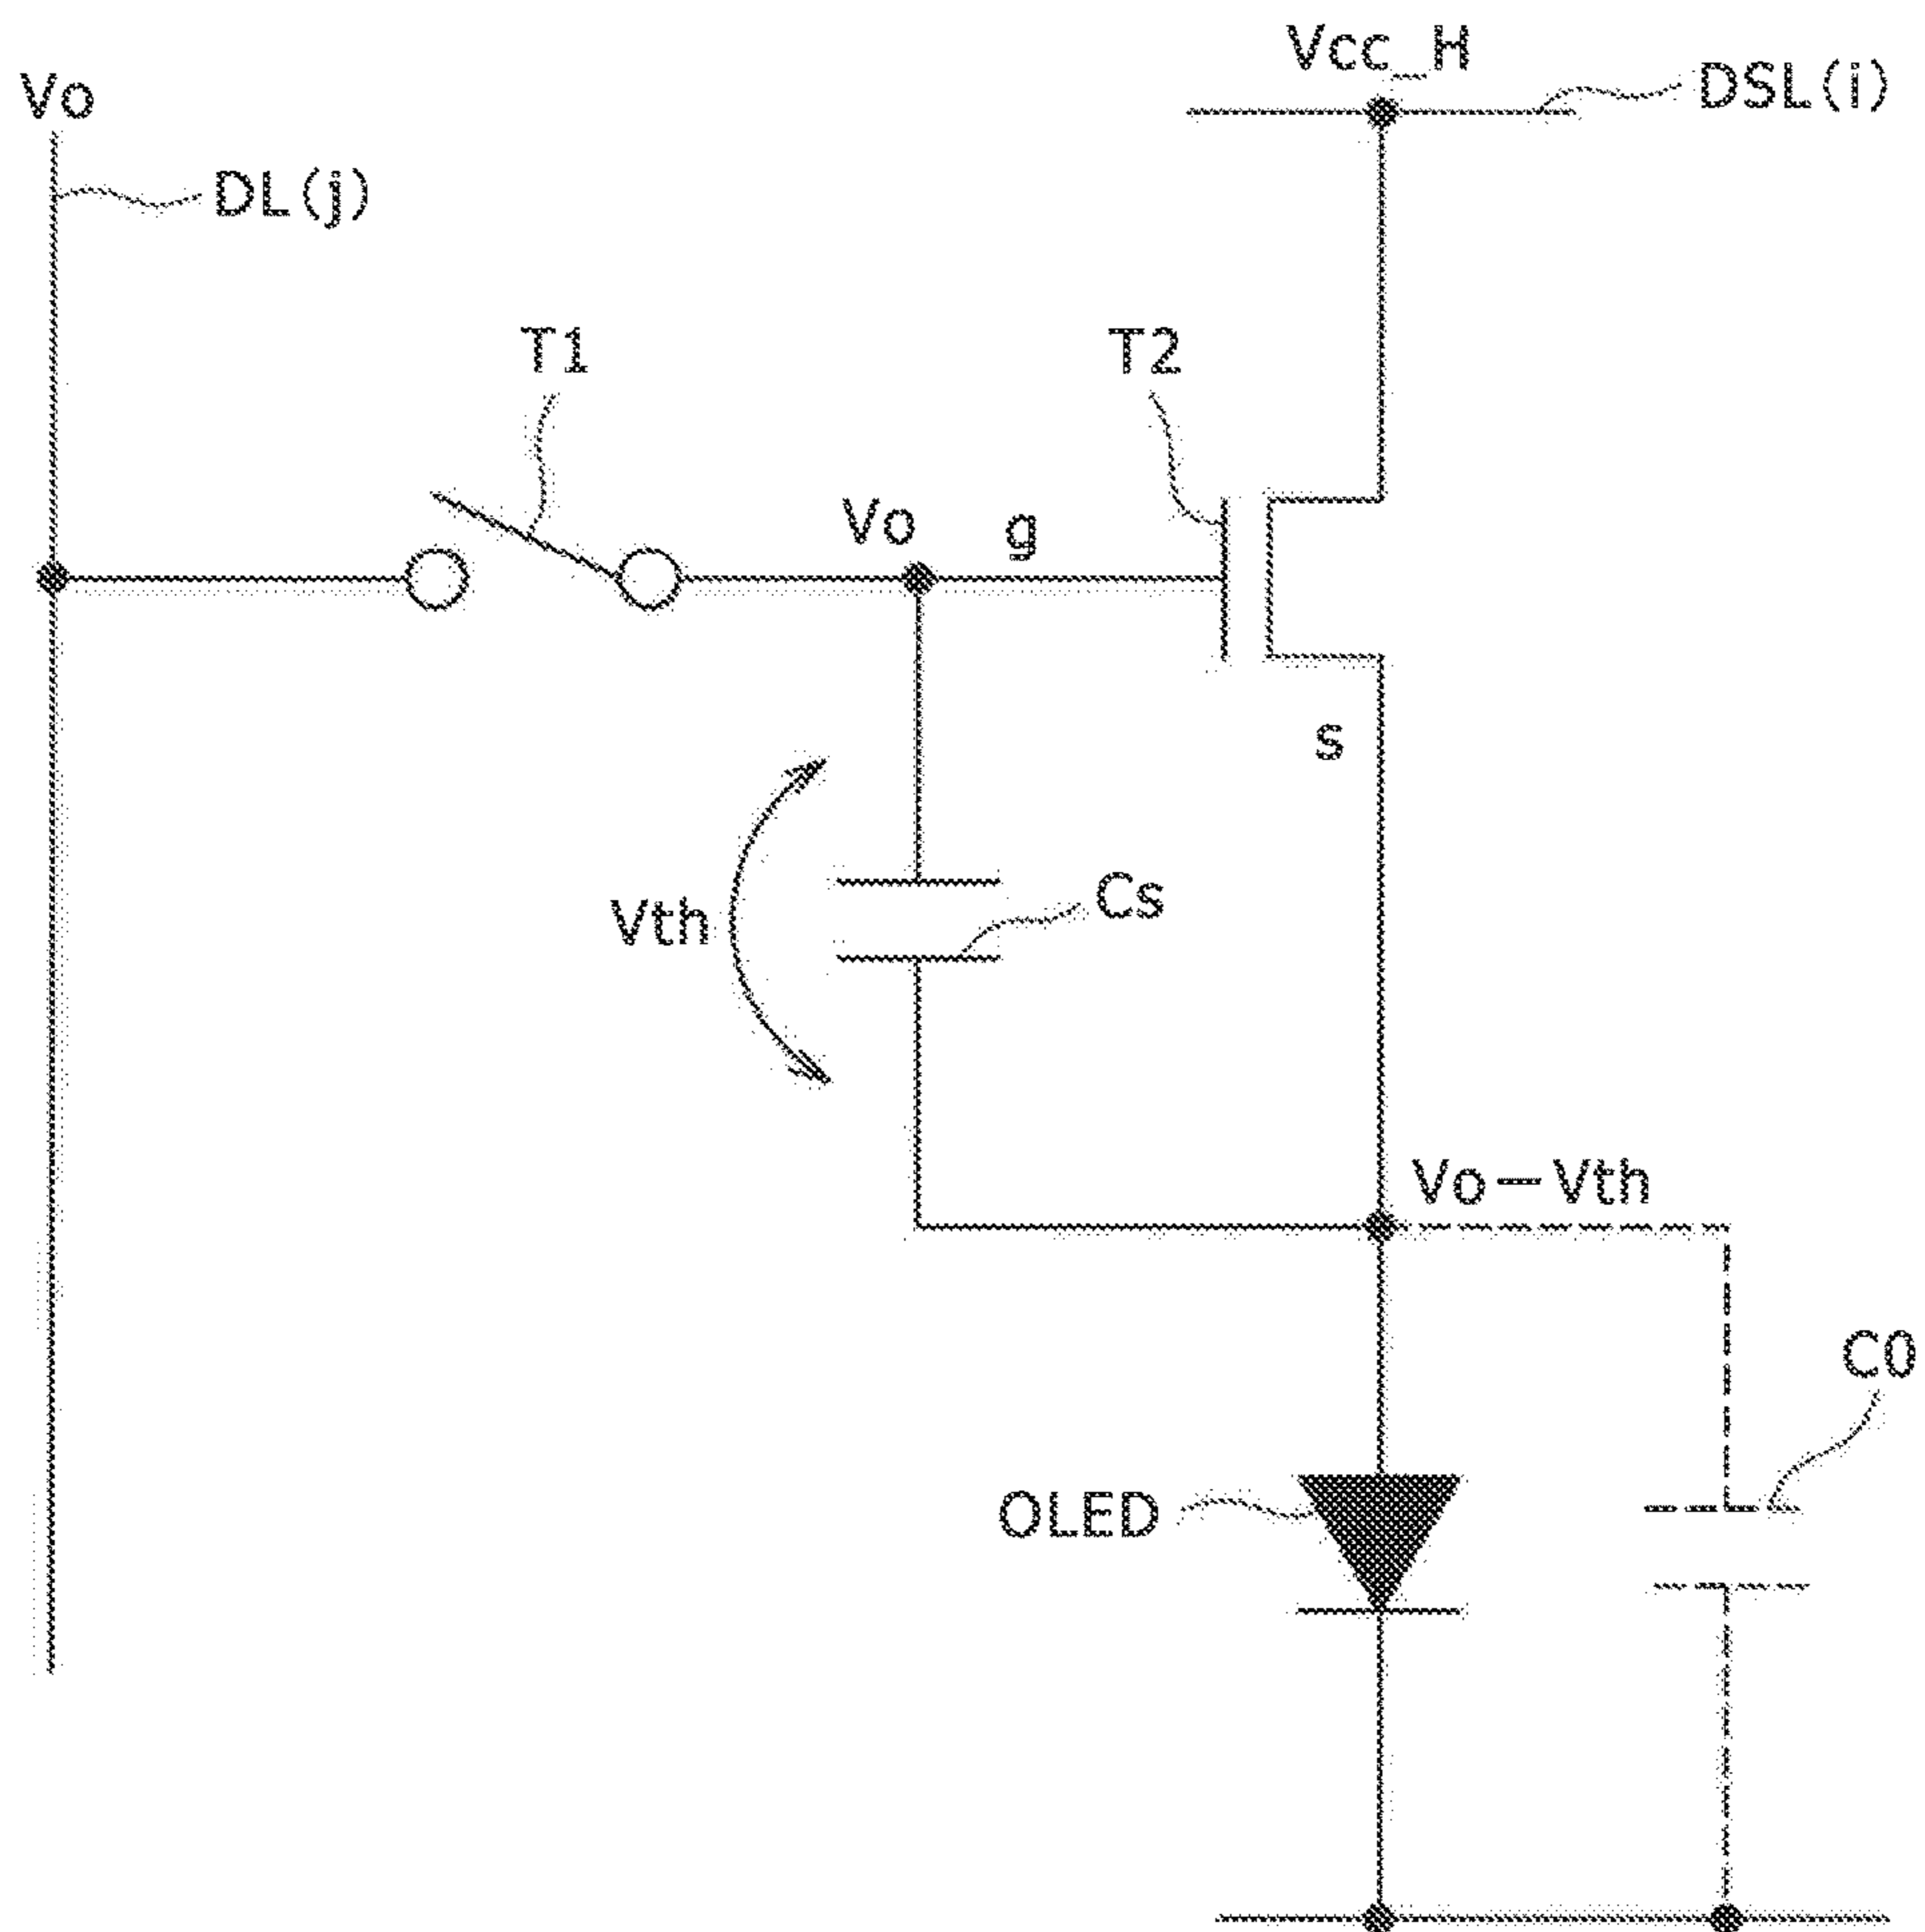 Vcc_H
DSL(i)
Vo
DL(j)
T1
T2
Vo
g
s
Vth
Cs
Vo−Vth
C0
OLED